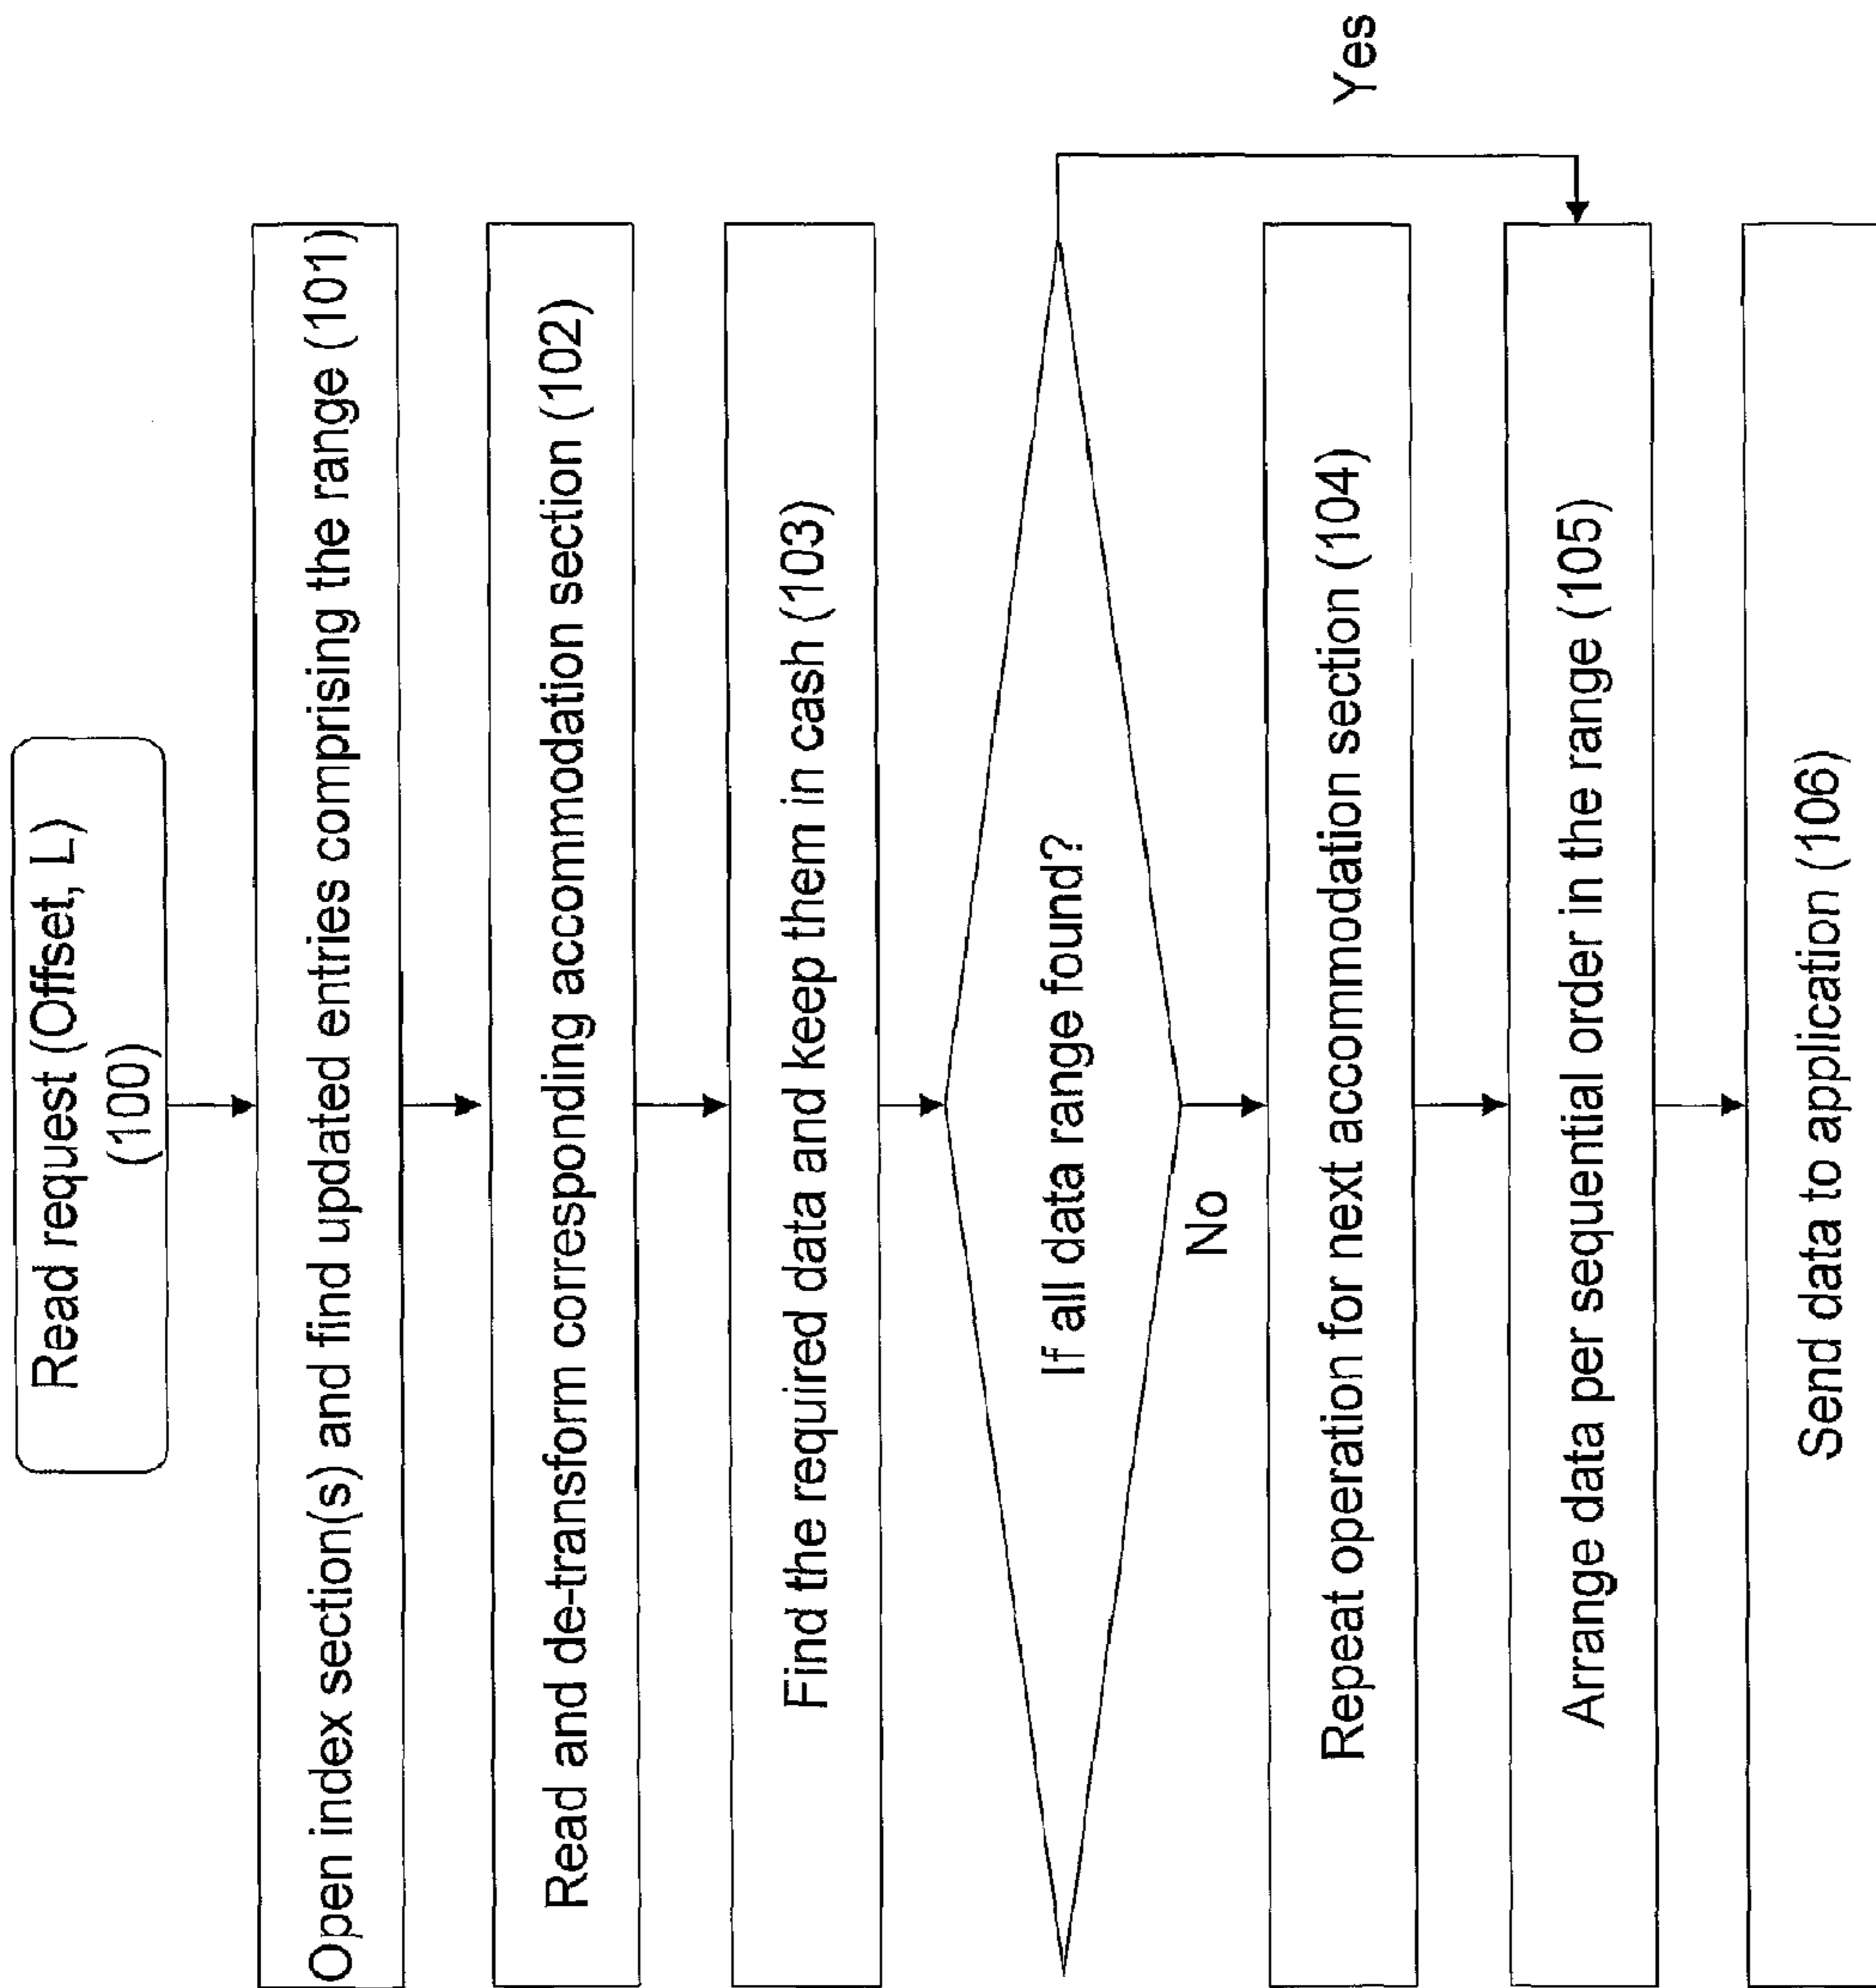 Read request (Offset, L)
(100)
Open index section(s) and find updated entries comprising the range (101)
Read and de-transform corresponding accommodation section (102)
Find the required data and keep them in cash (103)
If all data range found?
Yes
No
Repeat operation for next accommodation section (104)
Arrange data per sequential order in the range (105)
Send data to application (106)